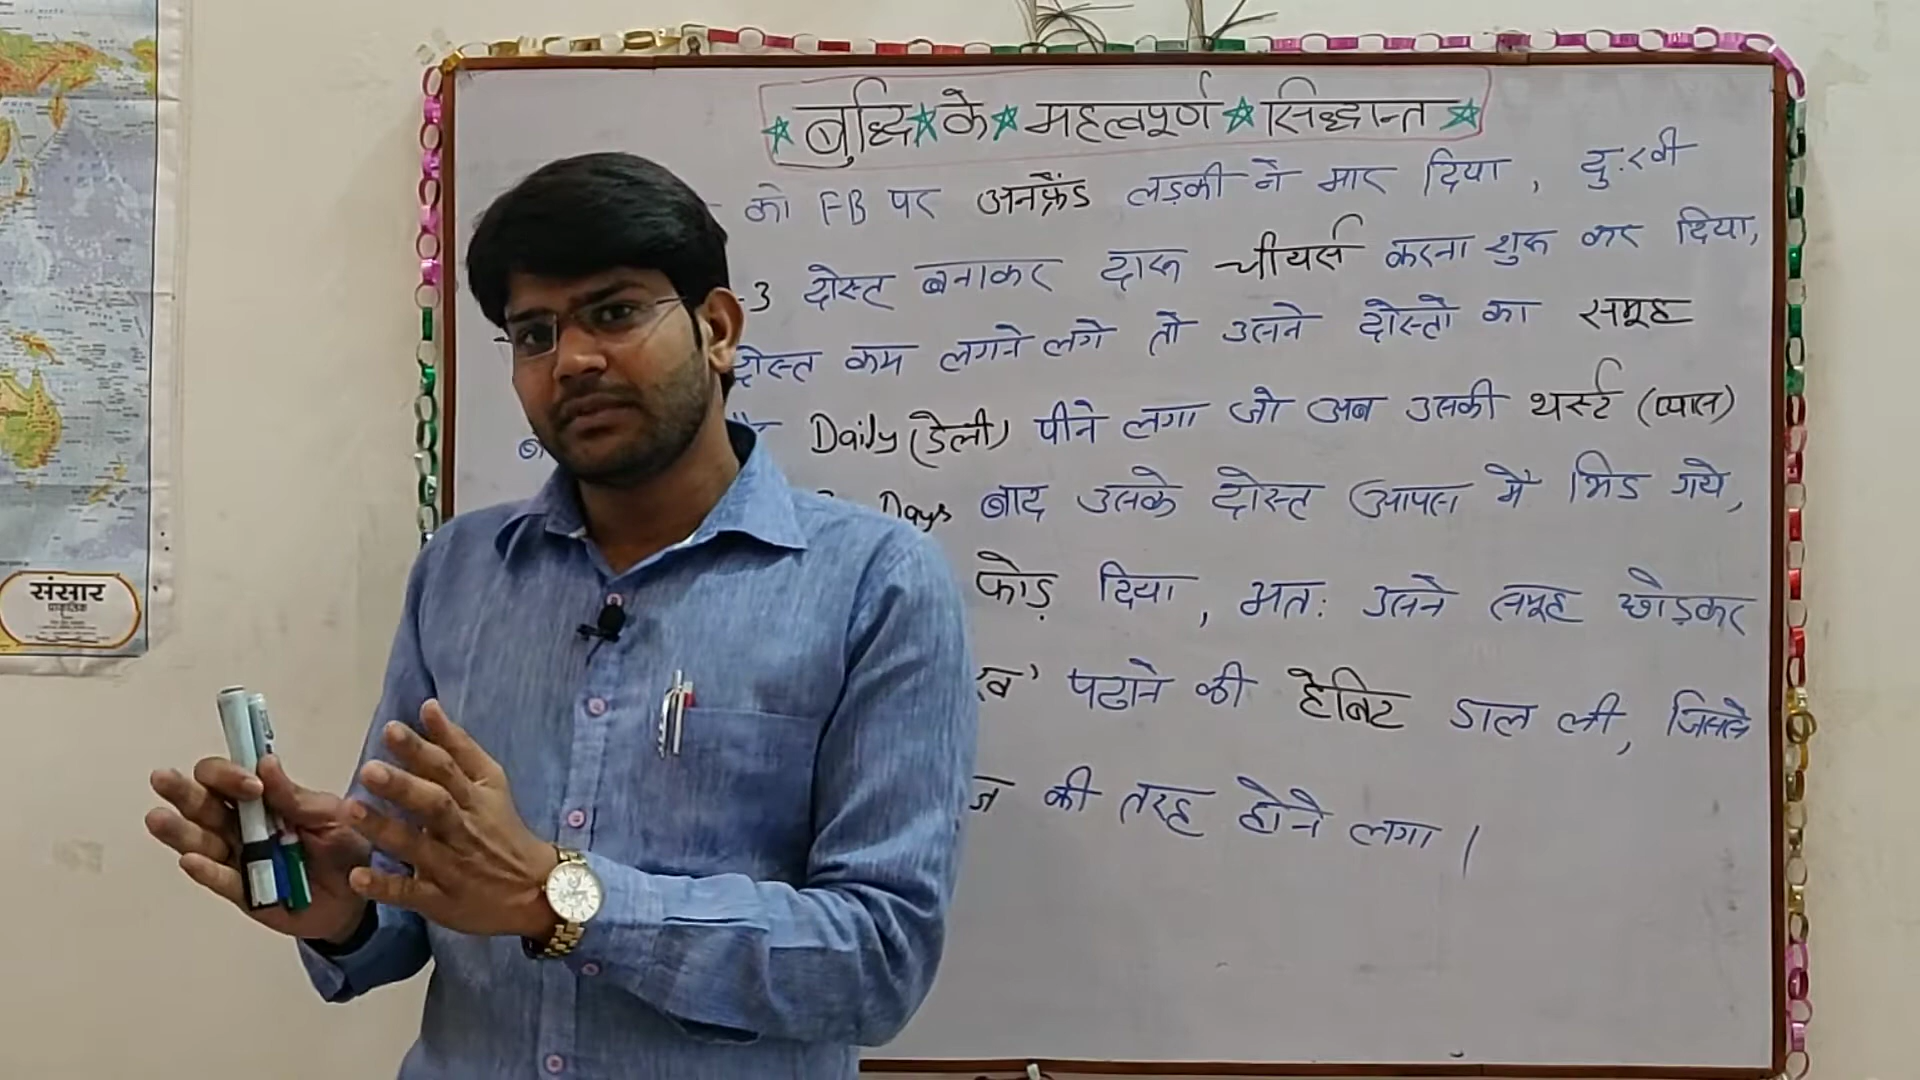 बुद्धि के महत्वपूर्ण सिद्धान्त
को FB पर अनफ्रैंड लड़की ने मार दिया, दुःखी
-3 दोस्त बनाकर दारू चीयर्स करना शुरू कर दिया,
दोस्त कम लगने लगे तो उसने दोस्तो का समूह
Daily (डेली) पीने लगा जो अब उसकी थर्स्ट (प्यास)
Days बाद उसके दोस्त आपस में भिड गये,
फोड़ दिया, अतः उसने समूह छोड़कर
पढाने की हेबिट डाल ली, जिससे
की तरह होने लगा।
संसार
प्राकृतिक